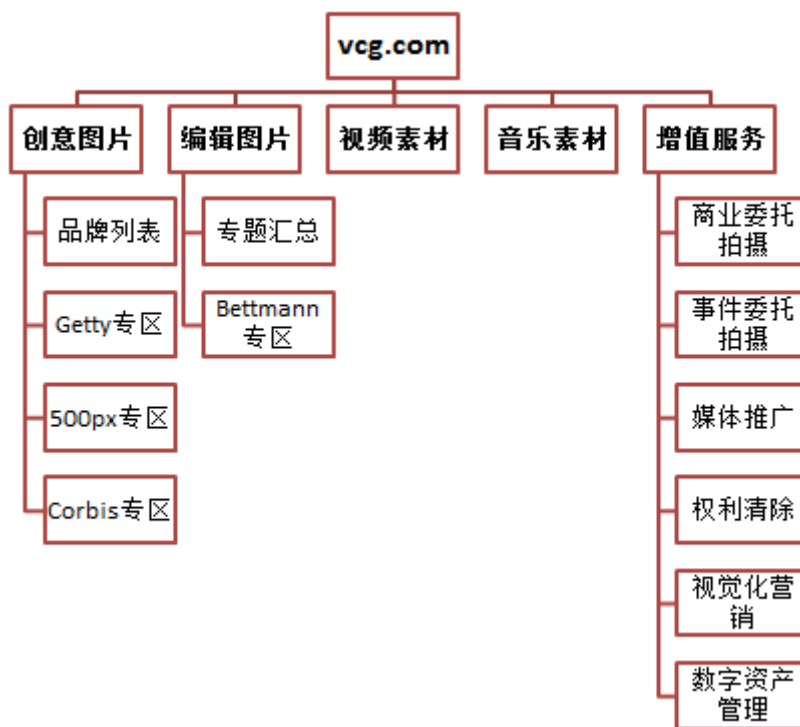 vcg.com
创意图片
编辑图片
视频素材
音乐素材
增值服务
品牌列表
Getty专区
500px专区
Corbis专区
专题汇总
Bettmann
专区
商业委托
拍摄
事件委托
拍摄
媒体推广
权利清除
视觉化营
销
数字资产
管理